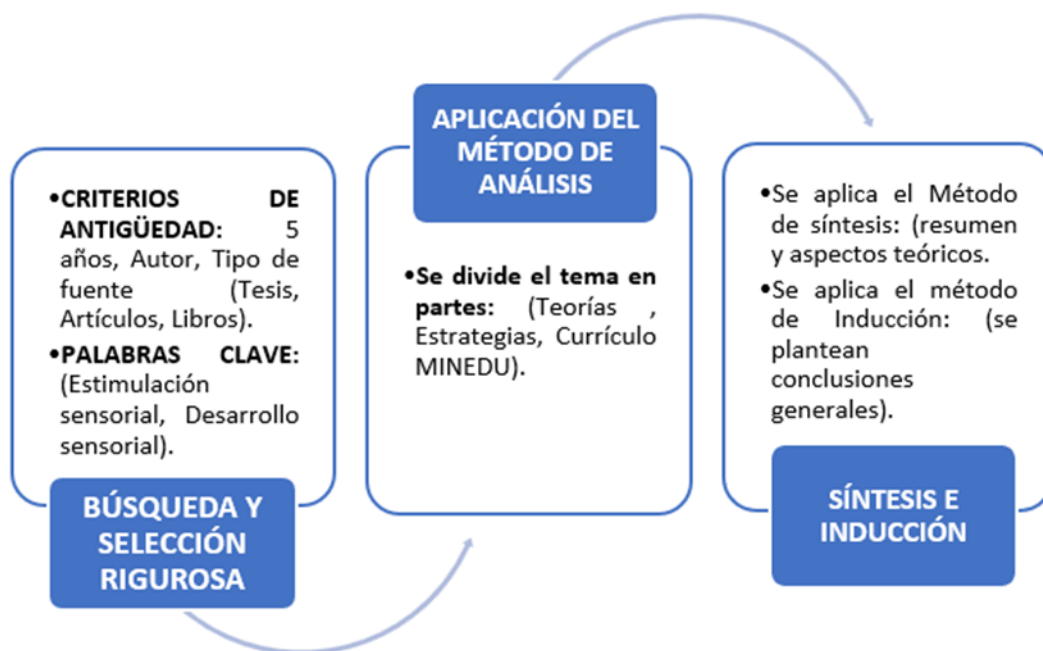 •CRITERIOS DE
ANTIGÜEDAD: 5
años, Autor, Tipo de
fuente (Tesis,
Artículos, Libros).
•PALABRAS CLAVE:
(Estimulación
sensorial, Desarrollo
sensorial).
BÚSQUEDA Y
SELECCIÓN
RIGUROSA
APLICACIÓN DEL
MÉTODO DE
ANÁLISIS
•Se divide el tema en
partes: (Teorías ,
Estrategias, Currículo
MINEDU).
•Se aplica el Método
de síntesis: (resumen
y aspectos teóricos.
•Se aplica el método
de Inducción: (se
plantean
conclusiones
generales).
SÍNTESIS E
INDUCCIÓN